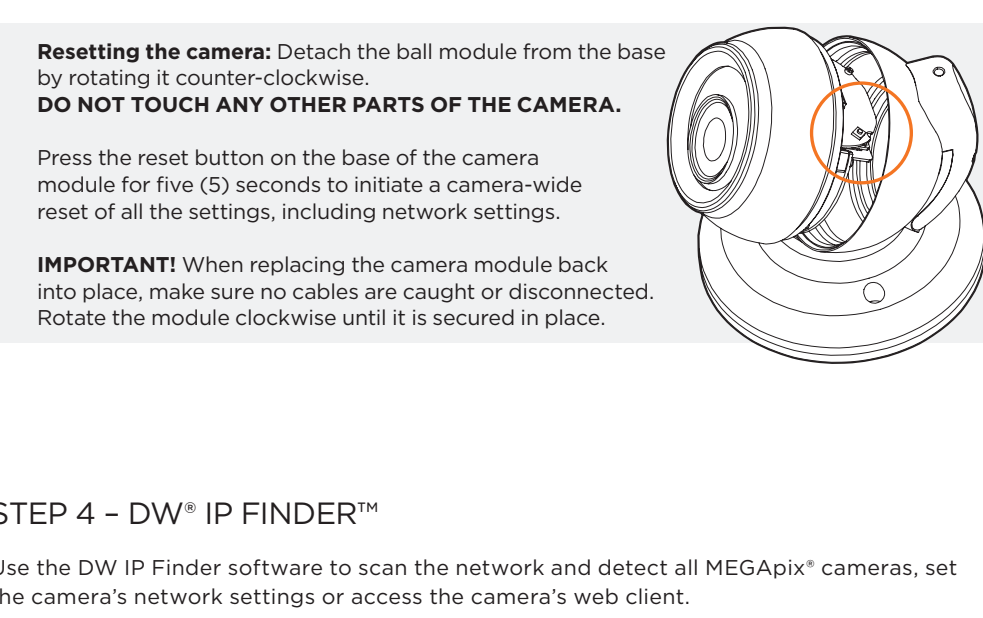 Resetting the camera: Detach the ball module from the base
by rotating it counter-clockwise.
DO NOT TOUCH ANY OTHER PARTS OF THE CAMERA.
Press the reset button on the base of the camera
module for five (5) seconds to initiate a camera-wide
reset of all the settings, including network settings.
IMPORTANT! When replacing the camera module back
into place, make sure no cables are caught or disconnected.
Rotate the module clockwise until it is secured in place.
STEP 4 – DW® IP FINDER™
Use the DW IP Finder software to scan the network and detect all MEGApix® cameras, set
the camera's network settings or access the camera's web client.